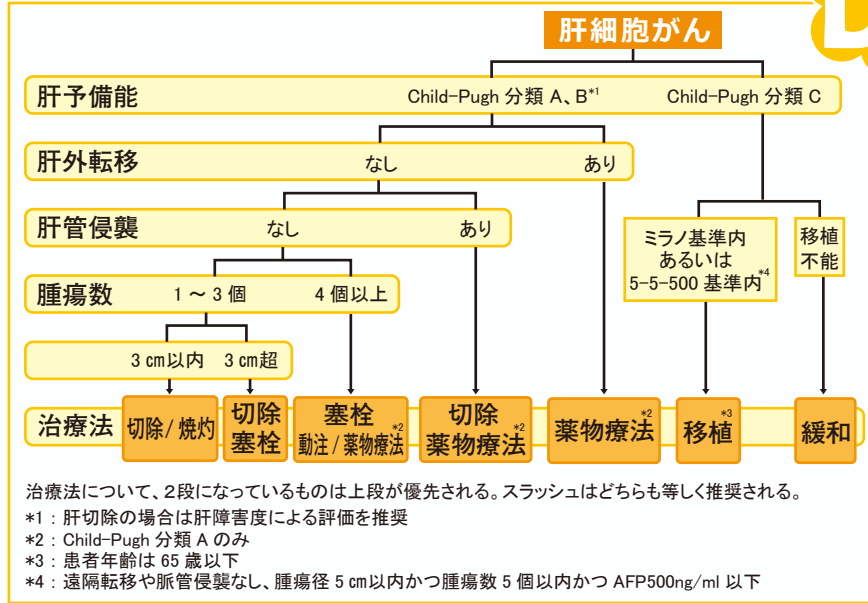 肝細胞がん
肝予備能 Child-Pugh 分類 A、B*1 Child-Pugh 分類 C
肝外転移 なし あり
肝管侵襲 なし あり
ミラノ基準内
あるいは
5-5-500 基準内*4
移植
不能
腫瘍数 1 ～ 3 個 4 個以上
3 ㎝以内 3 ㎝超
治療法
切除/ 焼灼
切除
塞栓
塞栓
動注 / 薬物療法*2
切除
薬物療法*2
薬物療法*2
移植*3
緩和
治療法について、２段になっているものは上段が優先される。スラッシュはどちらも等しく推奨される。
*1 : 肝切除の場合は肝障害度による評価を推奨
*2 : Child-Pugh 分類 A のみ
*3 : 患者年齢は 65 歳以下
*4 : 遠隔転移や脈管侵襲なし、腫瘍径 5 ㎝以内かつ腫瘍数 5 個以内かつ AFP500ng/ml 以下